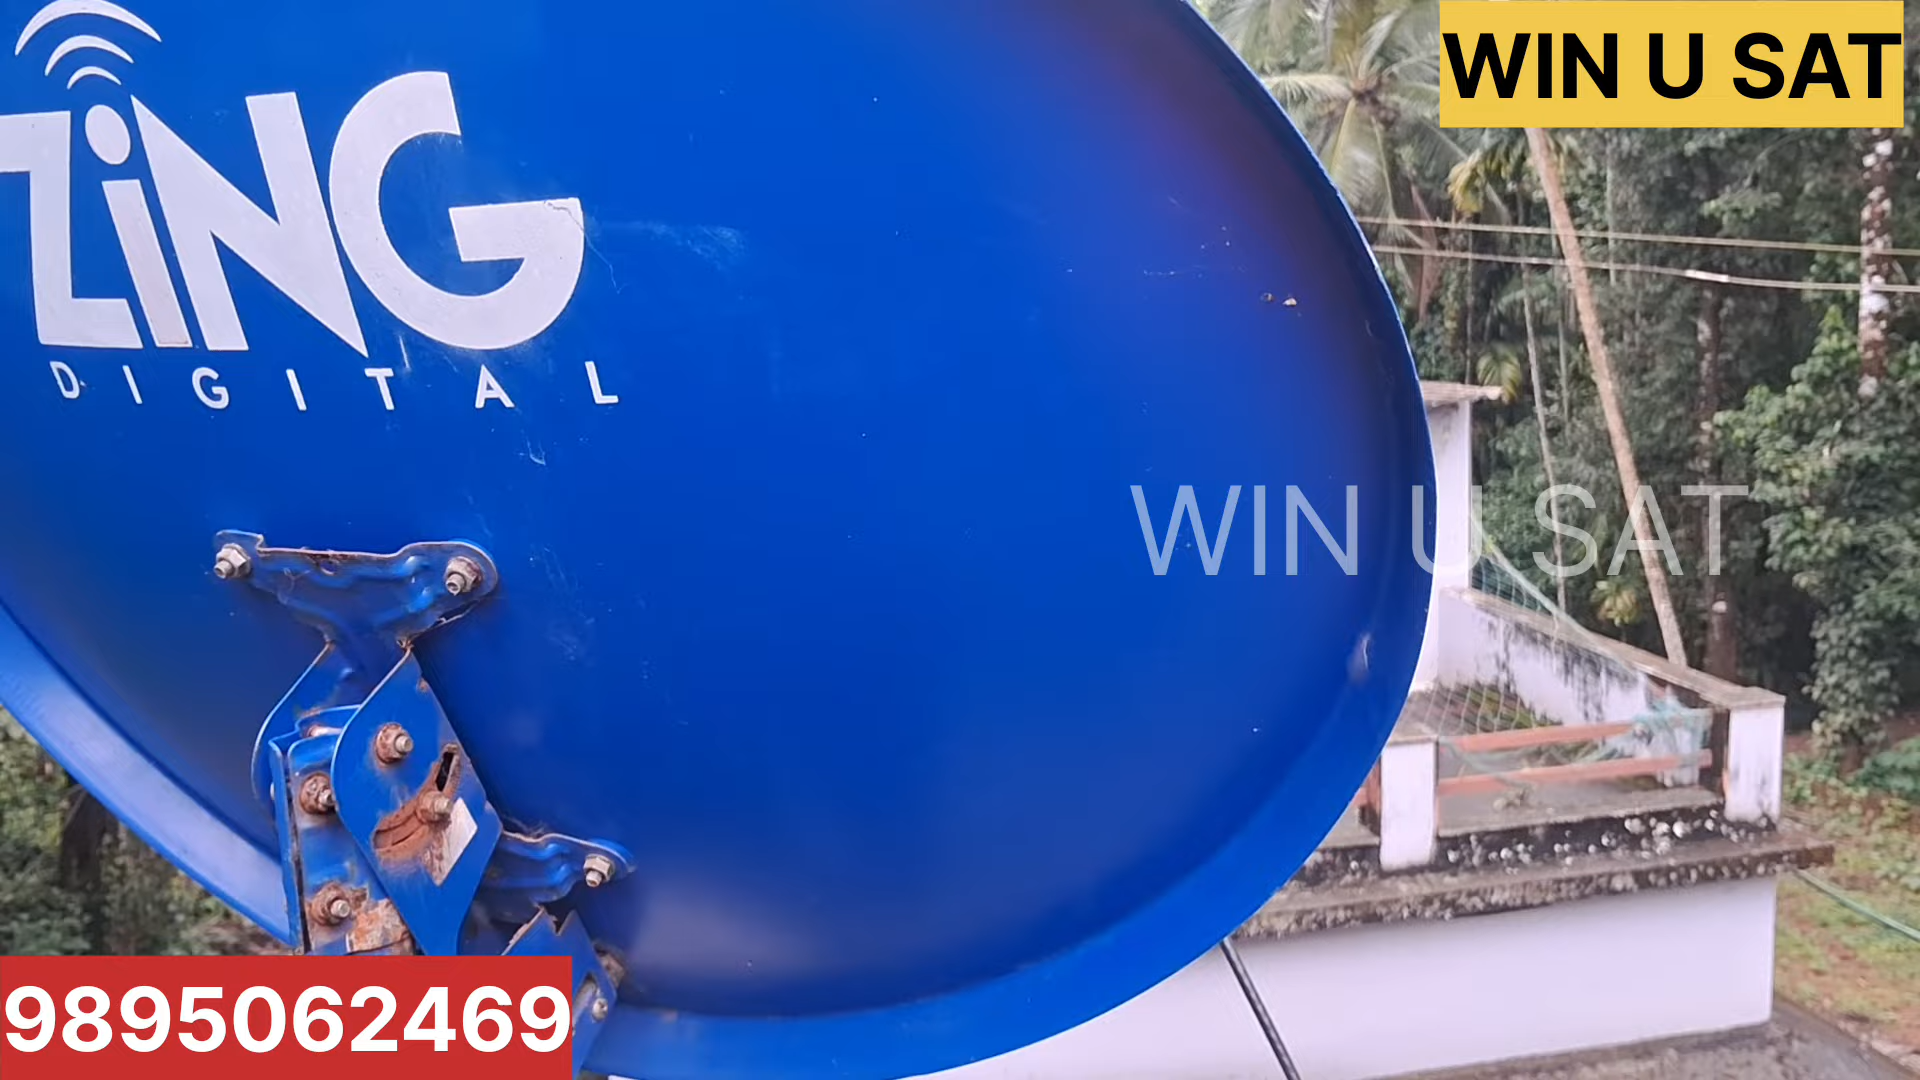 WIN U SAT
ZiNG
DIGITAL
WIN U SAT
9895062469